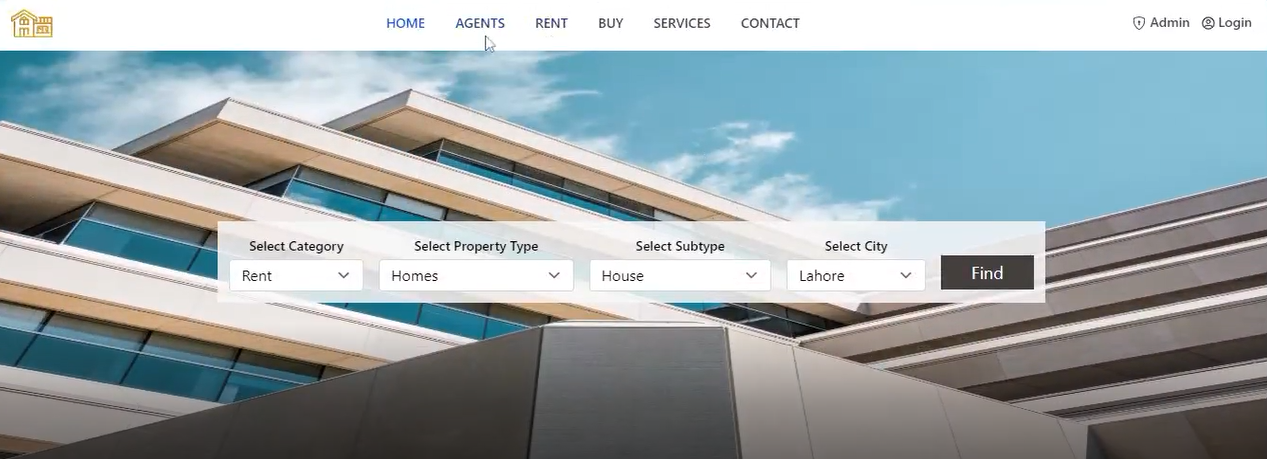 HOME AGENTS RENT BUY SERVICES CONTACT Admin Login
Select Category Select Property Type Select Subtype Select City
Rent Homes House Lahore Find